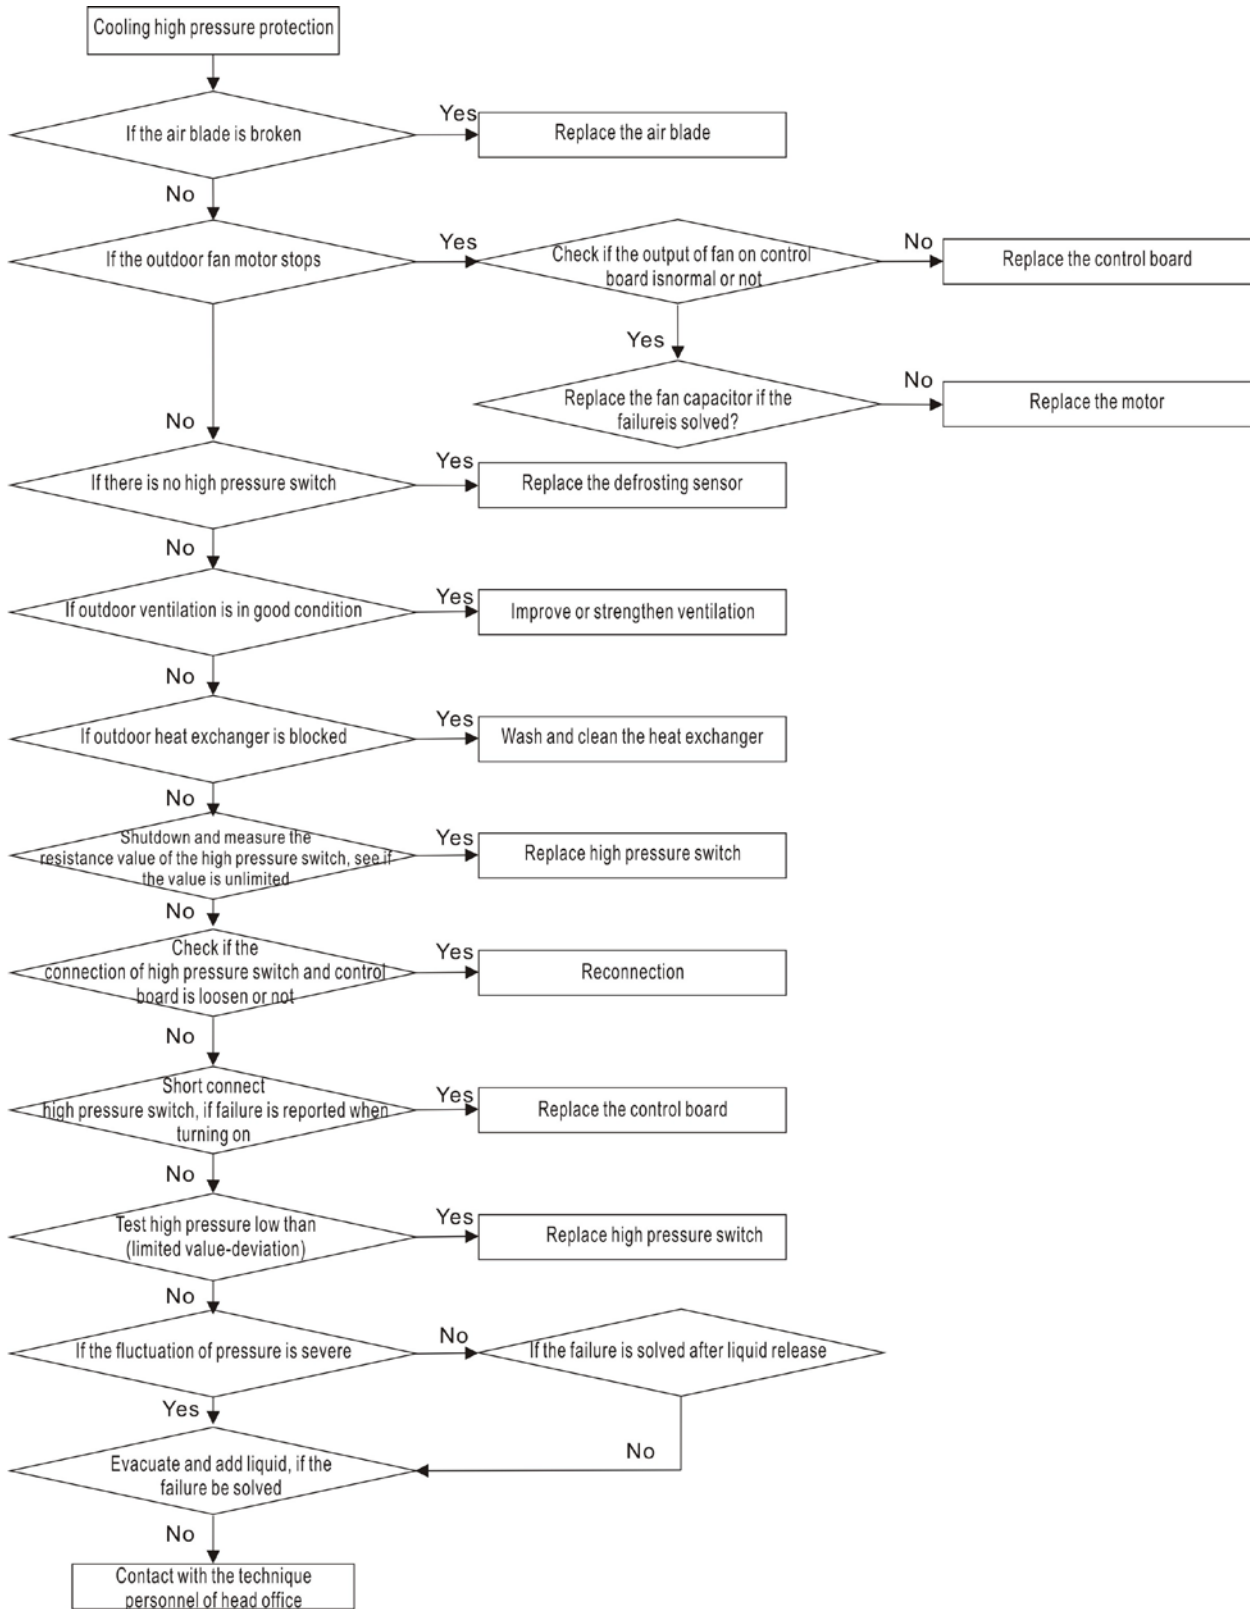 Cooling high pressure protection
If the air blade is broken
Yes
Replace the air blade
No
If the outdoor fan motor stops
Yes
Check if the output of fan on control
board isnormal or not
No
Replace the control board
Yes
Replace the fan capacitor if the
failureis solved?
No
Replace the motor
No
If there is no high pressure switch
Yes
Replace the defrosting sensor
No
If outdoor ventilation is in good condition
Yes
Improve or strengthen ventilation
No
If outdoor heat exchanger is blocked
Yes
Wash and clean the heat exchanger
No
Shutdown and measure the
resistance value of the high pressure switch, see if
the value is unlimited
Yes
Replace high pressure switch
No
Check if the
connection of high pressure switch and control
board is loosen or not
Yes
Reconnection
No
Short connect
high pressure switch, if failure is reported when
turning on
Yes
Replace the control board
No
Test high pressure low than
(limited value-deviation)
Yes
Replace high pressure switch
No
If the fluctuation of pressure is severe
No
If the failure is solved after liquid release
Yes
No
Evacuate and add liquid, if the
failure be solved
No
Contact with the technique
personnel of head office